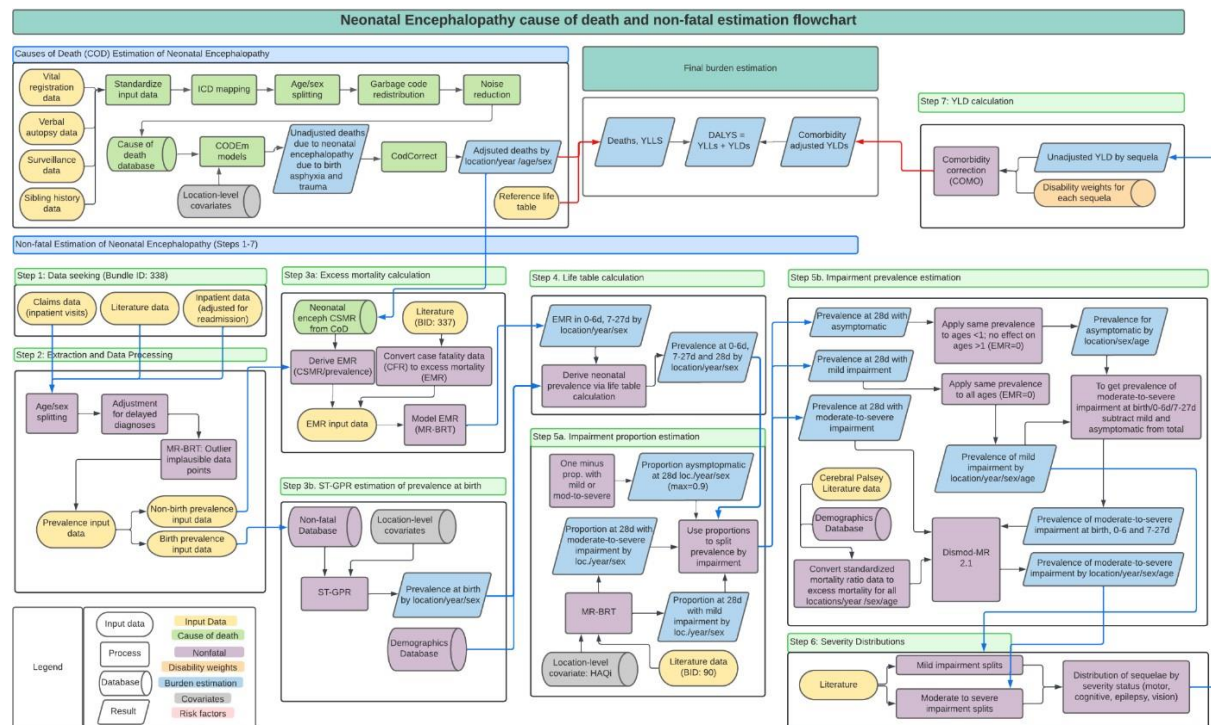 Neonatal Encephalopathy cause of death and non-fatal estimation flowchart
Causes of Death (COD) Estimation of Neonatal Encephalopathy
Vital
registration
data
Verbal
autopsy data
Surveillance
data
Sibling history
data
Standardize
input data
ICD mapping
Age/sex
splitting
Garbage code
redistribution
Noise
reduction
Cause of
death
database
CODEm
models
Location-level
covariates
Unadjusted deaths
due to neonatal
encephalopathy
due to birth
asphyxia and
trauma
CodCorrect
Adjsuted deaths by
location/year /age/sex
Reference life
table
Final burden estimation
Deaths, YLLS
DALYS =
YLLs + YLDs
Comorbidity
adjusted YLDs
Step 7: YLD calculation
Comorbidity
correction
(COMO)
Unadjusted YLD by sequela
Disability weights for
each sequela
Non-fatal Estimation of Neonatal Encephalopathy (Steps 1-7)
Step 1: Data seeking (Bundle ID: 338)
Claims data
(inpatient visits)
Literature data
Inpatient data
(adjusted for
readmission)
Step 2: Extraction and Data Processing
Age/sex
splitting
Adjustment
for delayed
diagnoses
MR-BRT: Outlier
implausible data
points
Prevalence input
data
Non-birth prevalence
input data
Birth prevalence
input data
Step 3a: Excess mortality calculation
Neonatal
enceph CSMR
from CoD
Literature
(BID: 337)
Derive EMR
(CSMR/prevalence)
Convert case fatality data
(CFR) to excess mortality
(EMR)
EMR input data
Model EMR
(MR-BRT)
Step 3b. ST-GPR estimation of prevalence at birth
Non-fatal
Database
Location-level
covariates
ST-GPR
Prevalence at birth
by location/year/sex
Demographics
Database
Step 4. Life table calculation
EMR in 0-6d, 7-27d by
location/year/sex
Derive neonatal
prevalence via life table
calculation
Prevalence at 0-6d,
7-27d and 28d by
location/year/sex
Step 5a. Impairment proportion estimation
One minus
prop. with
mild or
mod-to-severe
Proportion aysmptopmatic
at 28d loc./year/sex
(max=0.9)
Proportion at 28d with
moderate-to-severe
impairment by
loc./year/sex
Use proportions
to split
prevalence by
impairment
MR-BRT
Proportion at 28d
with mild
impairment by
loc./year/sex
Location-level
covariate: HAQi
Literature data
(BID: 90)
Step 5b. Impairment prevalence estimation
Prevalence at 28d with
asymptomatic
Apply same prevalence
to ages <1; no effect on
ages >1 (EMR=0)
Prevalence for
asymptomatic by
location/sex/age
Prevalence at 28d with mild
impairment
Apply same prevalence
to all ages (EMR=0)
To get prevalence of
moderate-to-severe
impairment at birth/0-6d/7-27d
subtract mild and
asymptomatic from total
Prevalence at 28d with
moderate-to-severe
impairment
Prevalence of mild
impairment by
location/year/sex/age
Cerebral Palsey
Literature data
Demographics
Database
Convert standardized
mortality ratio data to
excess mortality for all
locations/year /sex/age
Dismod-MR
2.1
Prevalence of moderate-to-severe
impairment at birth, 0-6 and 7-27d
Prevalence of moderate-to-severe
impairment by location/year/sex/age
Step 6: Severity Distributions
Literature
Mild impairment splits
Moderate to severe
impairment splits
Distribution of sequelae by
severity status (motor,
cognitive, epilepsy, vision)
Legend
Input data
Process
Database
Result
Input Data
Cause of death
Nonfatal
Disability weights
Burden estimation
Covariates
Risk factors